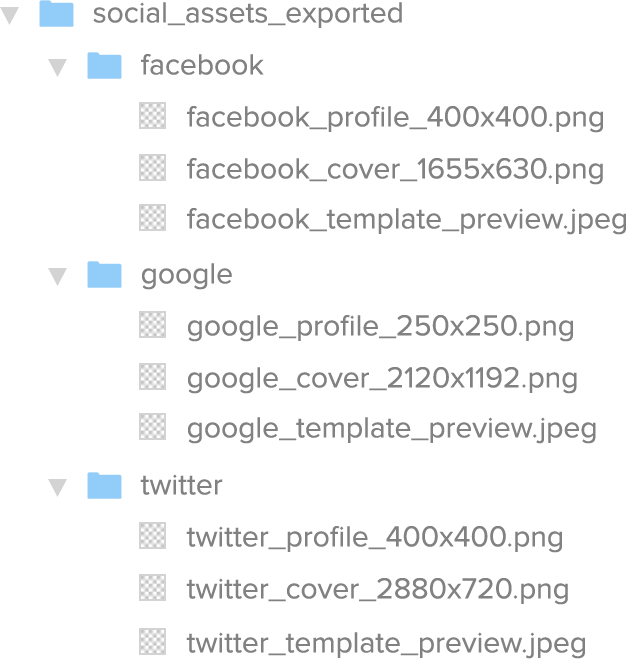 social_assets_exported
facebook
facebook_profile_400x400.png
facebook_cover_1655x630.png
facebook_template_preview.jpeg
google
google_profile_250x250.png
google_cover_2120x1192.png
google_template_preview.jpeg
twitter
twitter_profile_400x400.png
twitter_cover_2880x720.png
twitter_template_preview.jpeg